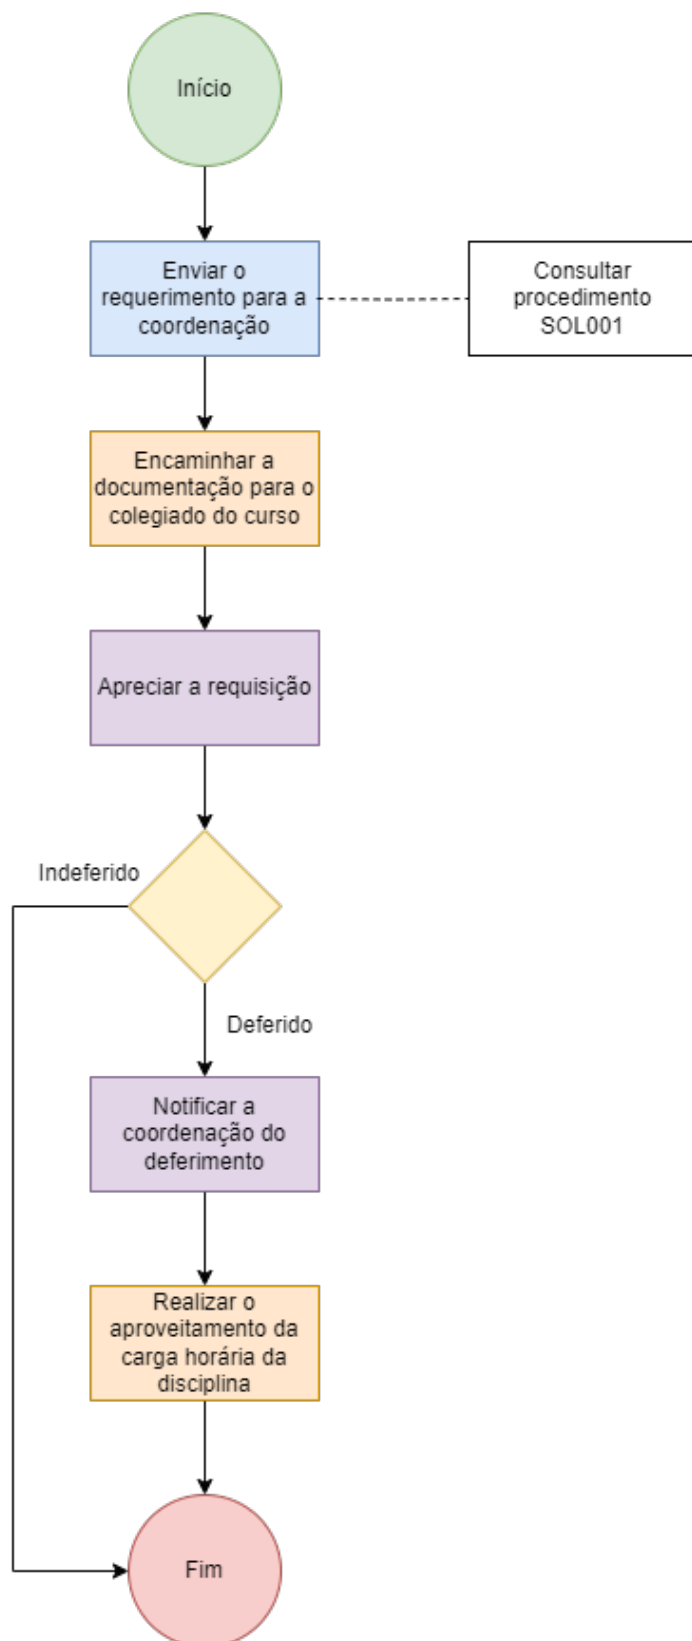 Início
Enviar o
requerimento para a
coordenação
Consultar
procedimento
SOL001
Encaminhar a
documentação para o
colegiado do curso
Apreciar a requisição
Indeferido
Deferido
Notificar a
coordenação do
deferimento
Realizar o
aproveitamento da
carga horária da
disciplina
Fim